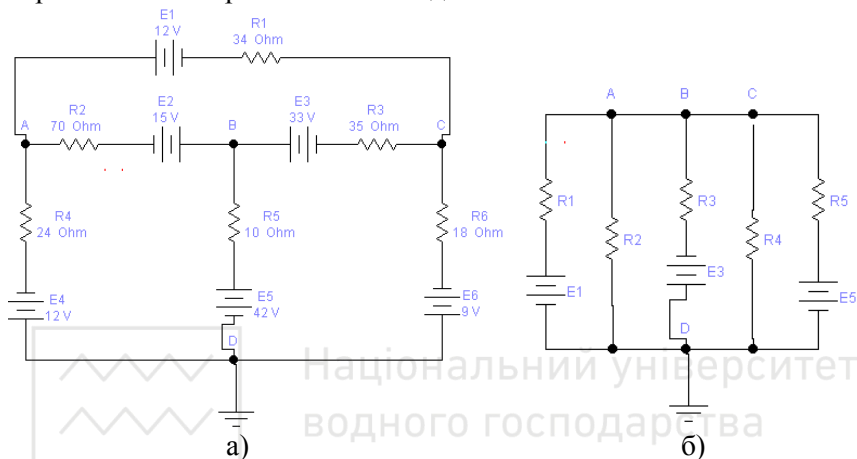 E1
12 V
R1
34 Ohm
R2
70 Ohm
E2
15 V
E3
33 V
R3
35 Ohm
A
B
C
R4
24 Ohm
R5
10 Ohm
R6
18 Ohm
E4
12 V
E5
42 V
E6
9 V
D
а)
A
B
C
R1
R2
R3
R4
R5
E1
E3
E5
D
б)
Національний університет
водного господарства